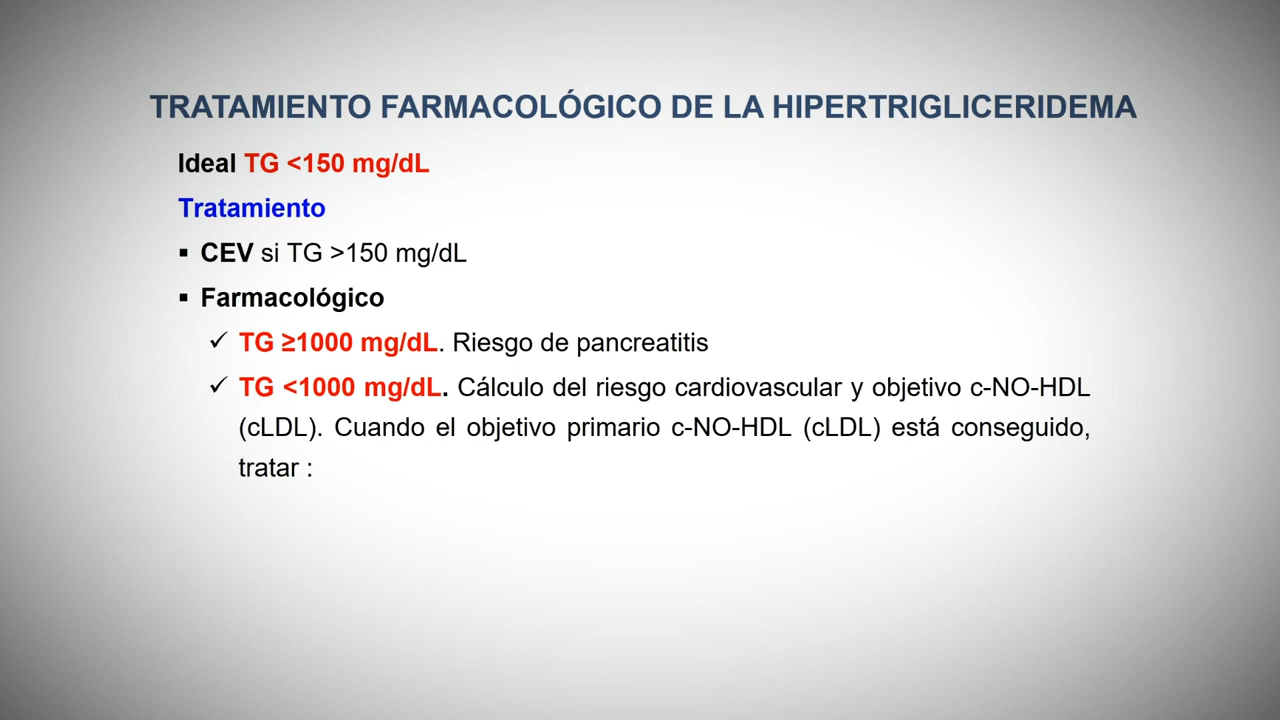 TRATAMIENTO FARMACOLÓGICO DE LA HIPERTRIGLICERIDEMA
Ideal TG <150 mg/dL
Tratamiento
▪ CEV si TG >150 mg/dL
▪ Farmacológico
✓ TG ≥1000 mg/dL. Riesgo de pancreatitis
✓ TG <1000 mg/dL. Cálculo del riesgo cardiovascular y objetivo c-NO-HDL
(cLDL). Cuando el objetivo primario c-NO-HDL (cLDL) está conseguido,
tratar :